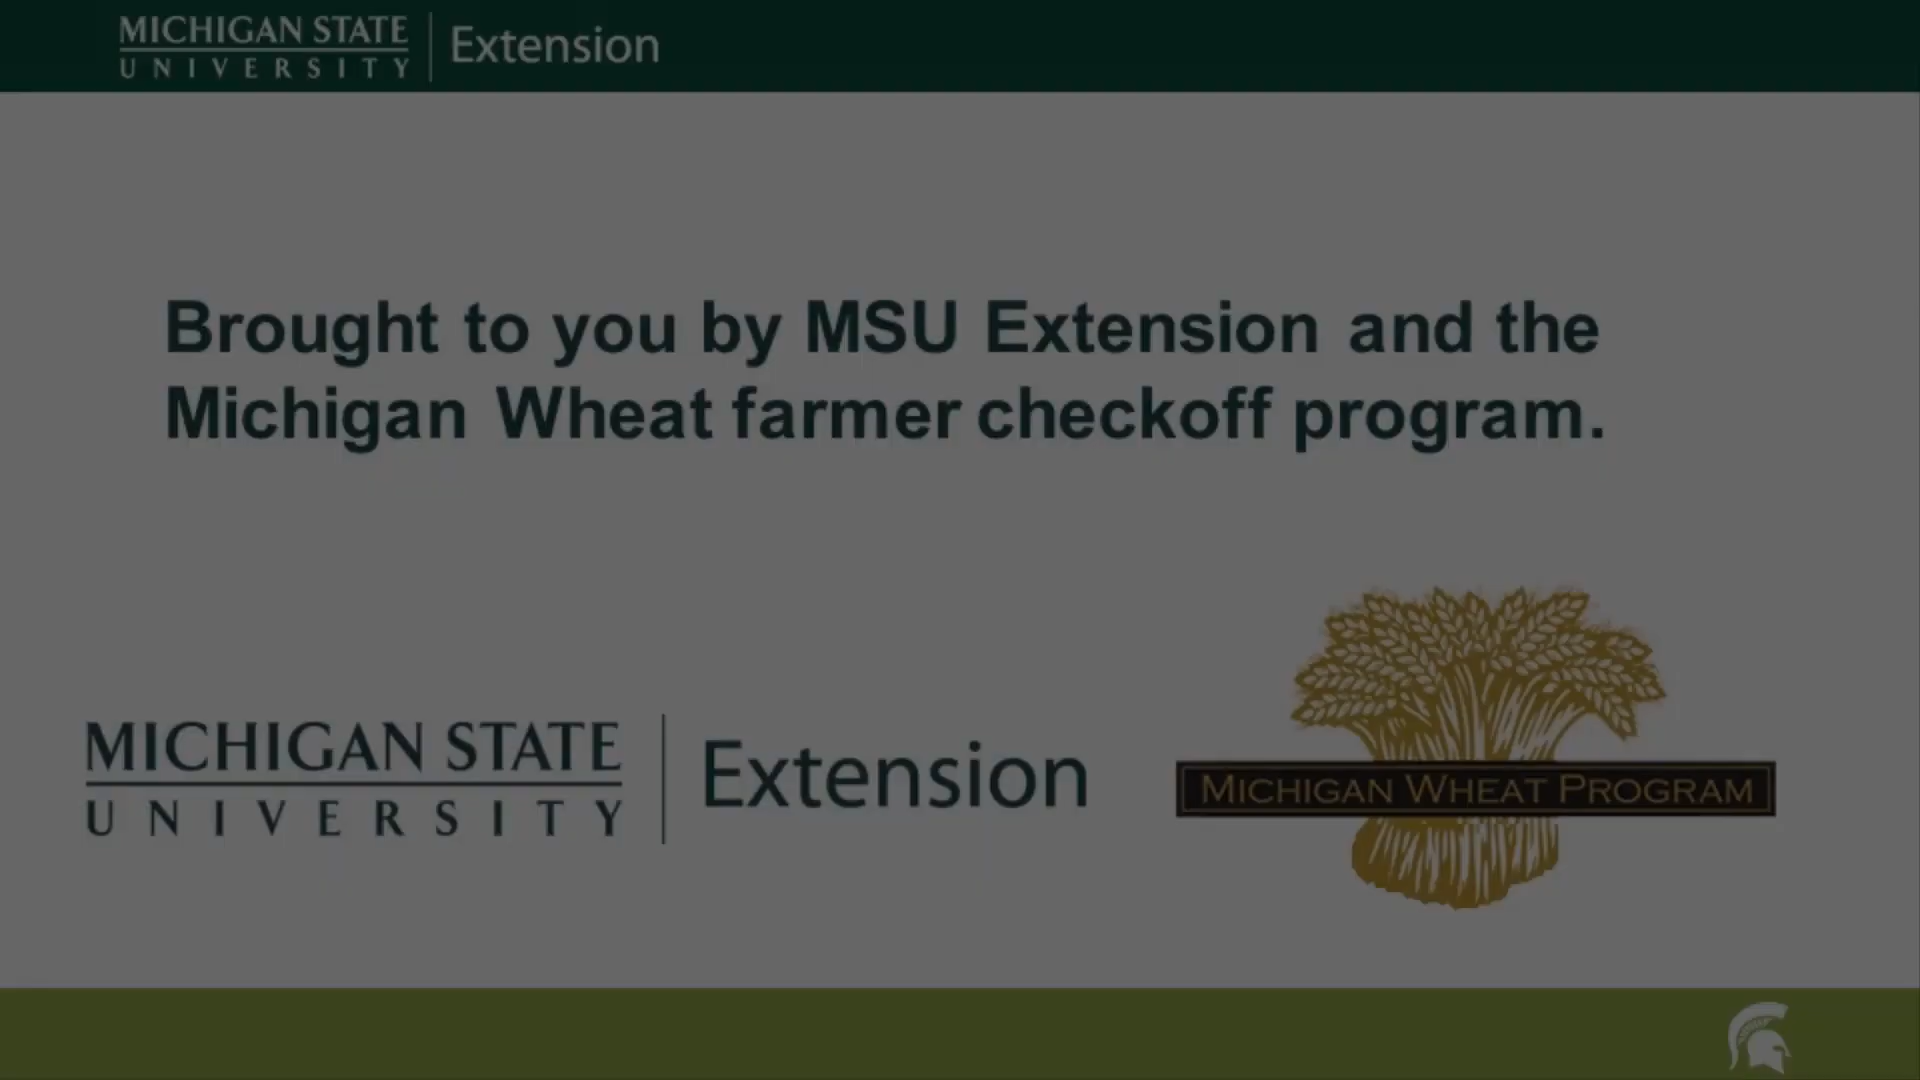 MICHIGAN STATE
UNIVERSITY
Extension
Brought to you by MSU Extension and the
Michigan Wheat farmer checkoff program.
MICHIGAN STATE
UNIVERSITY
Extension
MICHIGAN WHEAT PROGRAM